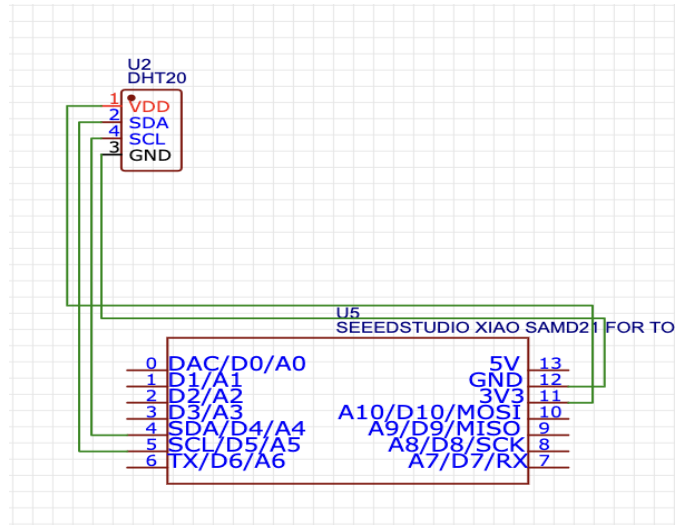 U2
DHT20
1 VDD
2 SDA
4 SCL
3 GND
U5
SEEEDSTUDIO XIAO SAMD21 FOR TO
0 DAC/D0/A0 5V 13
1 D1/A1 GND 12
2 D2/A2 3V3 11
3 D3/A3 A10/D10/MOSI 10
4 SDA/D4/A4 A9/D9/MISO 9
5 SCL/D5/A5 A8/D8/SCK 8
6 TX/D6/A6 A7/D7/RX 7